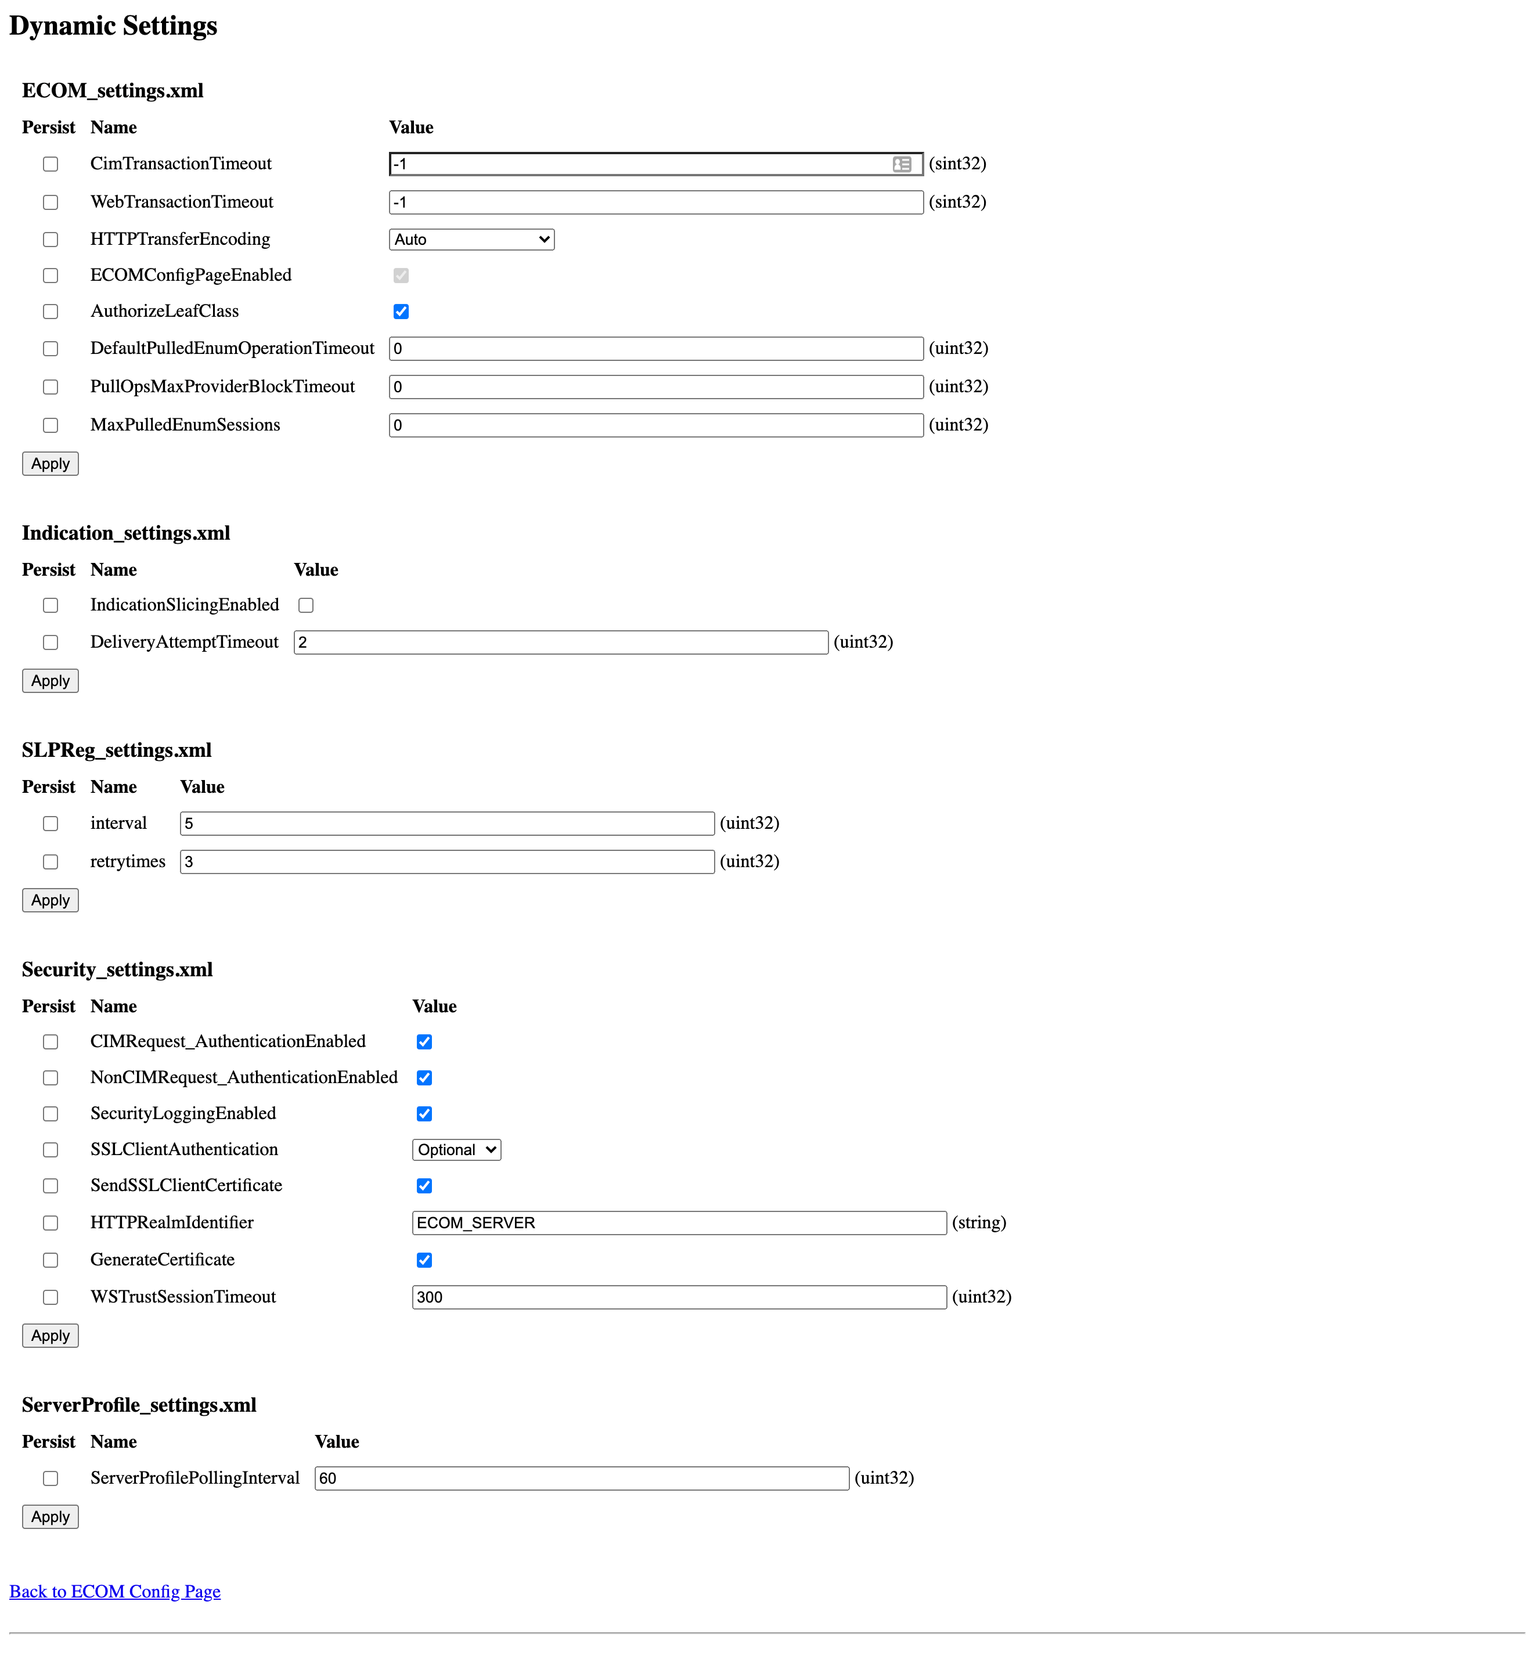 Dynamic Settings
ECOM_settings.xml
Persist Name Value
CimTransactionTimeout -1 (sint32)
WebTransactionTimeout -1 (sint32)
HTTPTransferEncoding Auto
ECOMConfigPageEnabled
AuthorizeLeafClass
DefaultPulledEnumOperationTimeout 0 (uint32)
PullOpsMaxProviderBlockTimeout 0 (uint32)
MaxPulledEnumSessions 0 (uint32)
Apply
Indication_settings.xml
Persist Name Value
IndicationSlicingEnabled
DeliveryAttemptTimeout 2 (uint32)
Apply
SLPReg_settings.xml
Persist Name Value
interval 5 (uint32)
retrytimes 3 (uint32)
Apply
Security_settings.xml
Persist Name Value
CIMRequest_AuthenticationEnabled
NonCIMRequest_AuthenticationEnabled
SecurityLoggingEnabled
SSLClientAuthentication Optional
SendSSLClientCertificate
HTTPRealmIdentifier ECOM_SERVER (string)
GenerateCertificate
WSTrustSessionTimeout 300 (uint32)
Apply
ServerProfile_settings.xml
Persist Name Value
ServerProfilePollingInterval 60 (uint32)
Apply
Back to ECOM Config Page